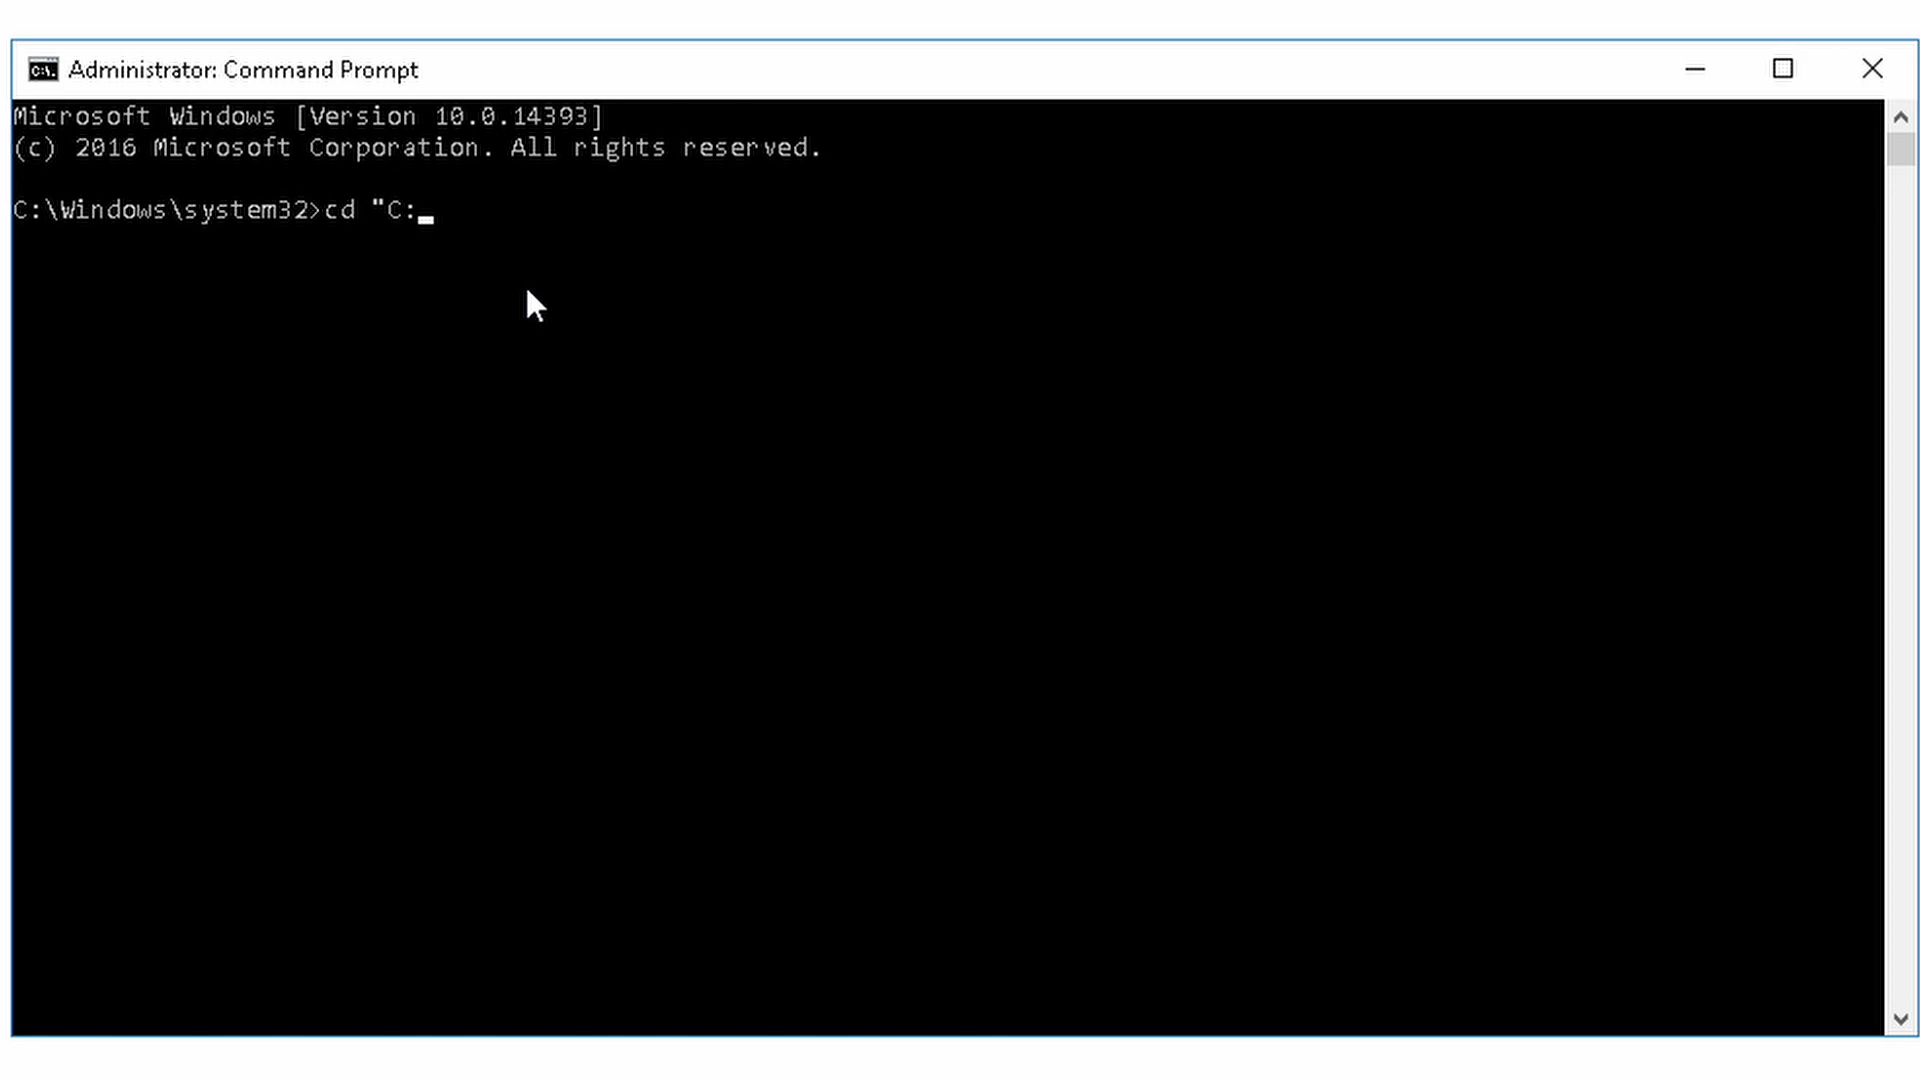 Administrator: Command Prompt
Microsoft Windows [Version 10.0.14393]
(c) 2016 Microsoft Corporation. All rights reserved.
C:\Windows\system32>cd "C: